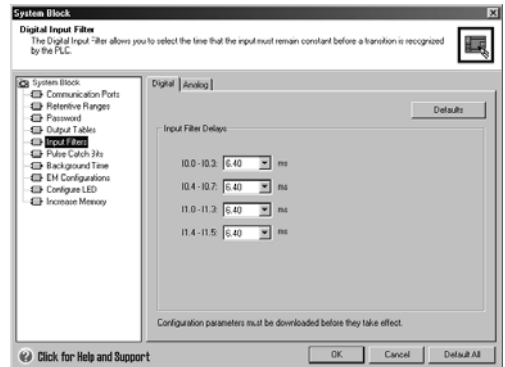 System Block
Digital Input Filter
The Digital Input Filter allows you to select the time that the input must remain constant before a transition is recognized
by the PLC.
System Block
Communication Ports
Retentive Ranges
Password
Output Tables
Input Filters
Pulse Catch Bits
Background Time
EM Configurations
Configure LED
Increase Memory
Digital
Analog
Defaults
Input Filter Delays
I0.0 - I0.3: 6.40 ms
I0.4 - I0.7: 6.40 ms
I1.0 - I1.3: 6.40 ms
I1.4 - I1.5: 6.40 ms
Configuration parameters must be downloaded before they take effect.
Click for Help and Support
OK
Cancel
Default All